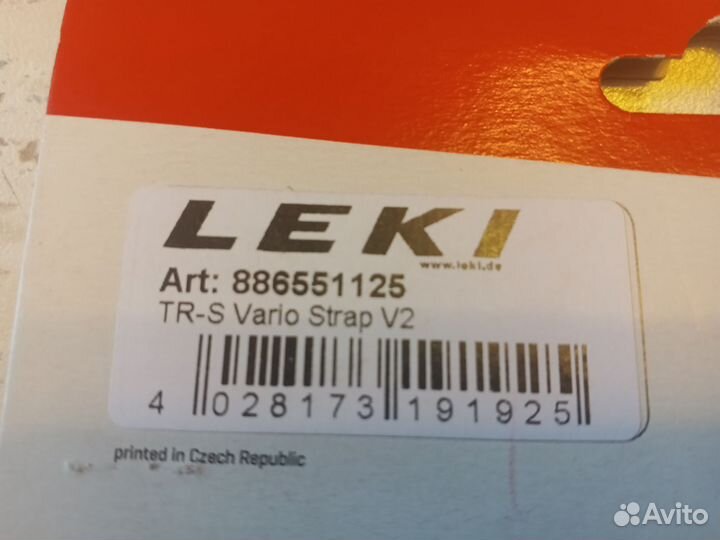 LEKI
www.leki.de
Art: 886551125
TR-S Vario Strap V2
4 028173 191925
printed in Czech Republic
Avito